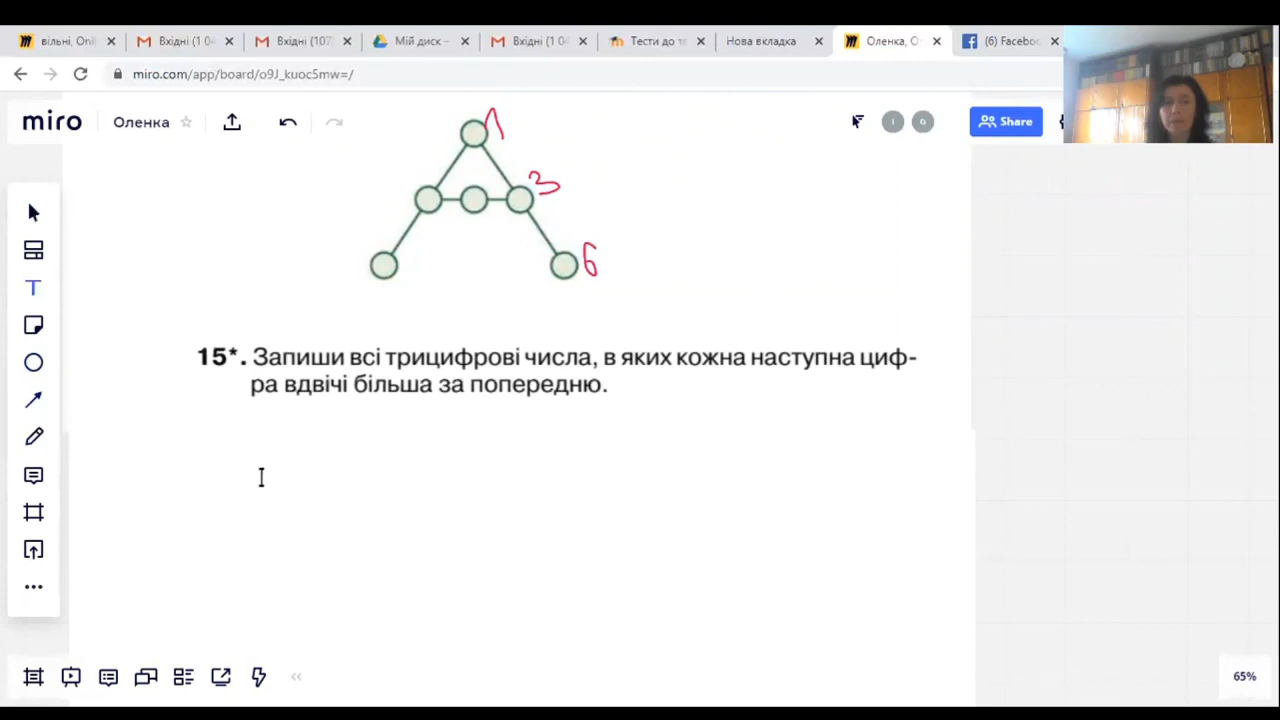 вільні, Onli
Вхідні (1 04
Вхідні (107
Мій диск –
Вхідні (1 04
Тести до те
Нова вкладка
Оленка, O
(6) Faceboo
miro.com/app/board/o9J_kuoc5mw=/
miro
Оленка
Share
1
3
6
15*. Запиши всі трицифрові числа, в яких кожна наступна циф-
ра вдвічі більша за попередню.
65%